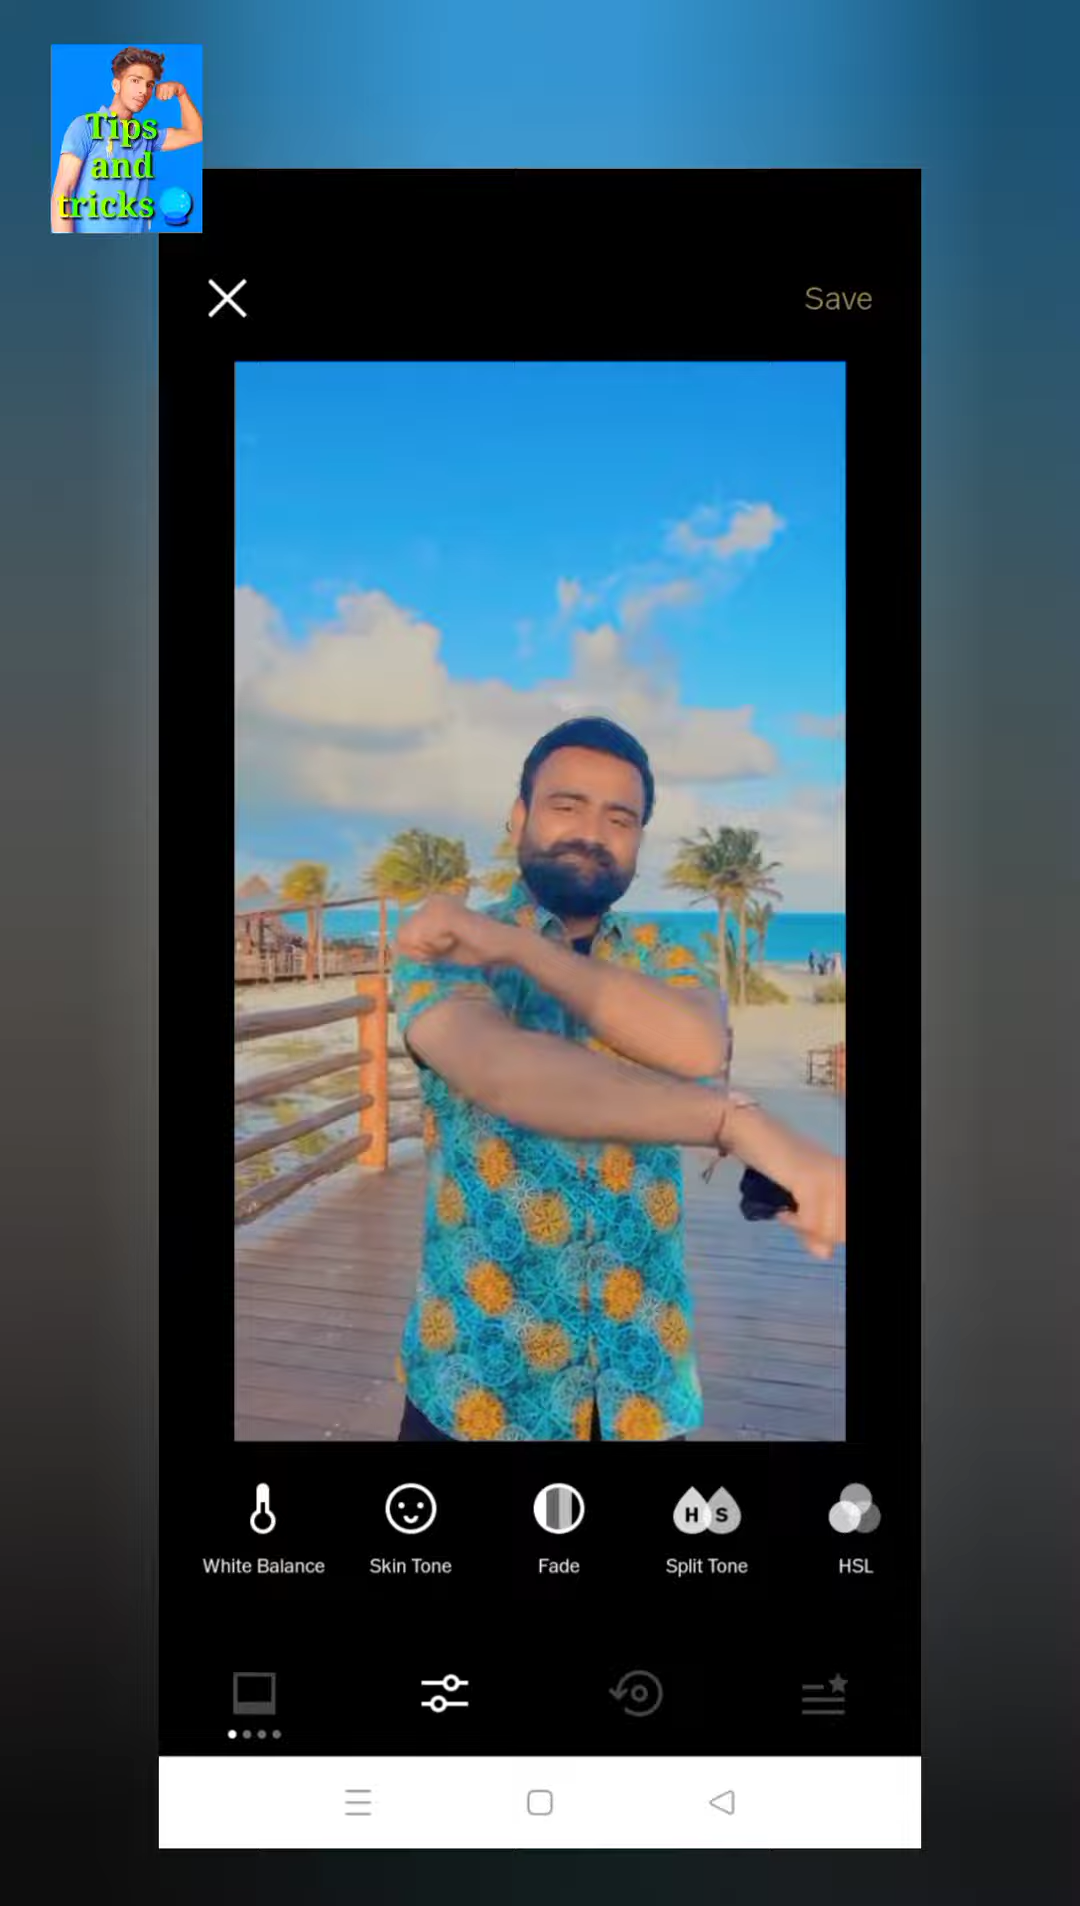 Tips
and
tricks
Save
White Balance
Skin Tone
Fade
H S
Split Tone
HSL